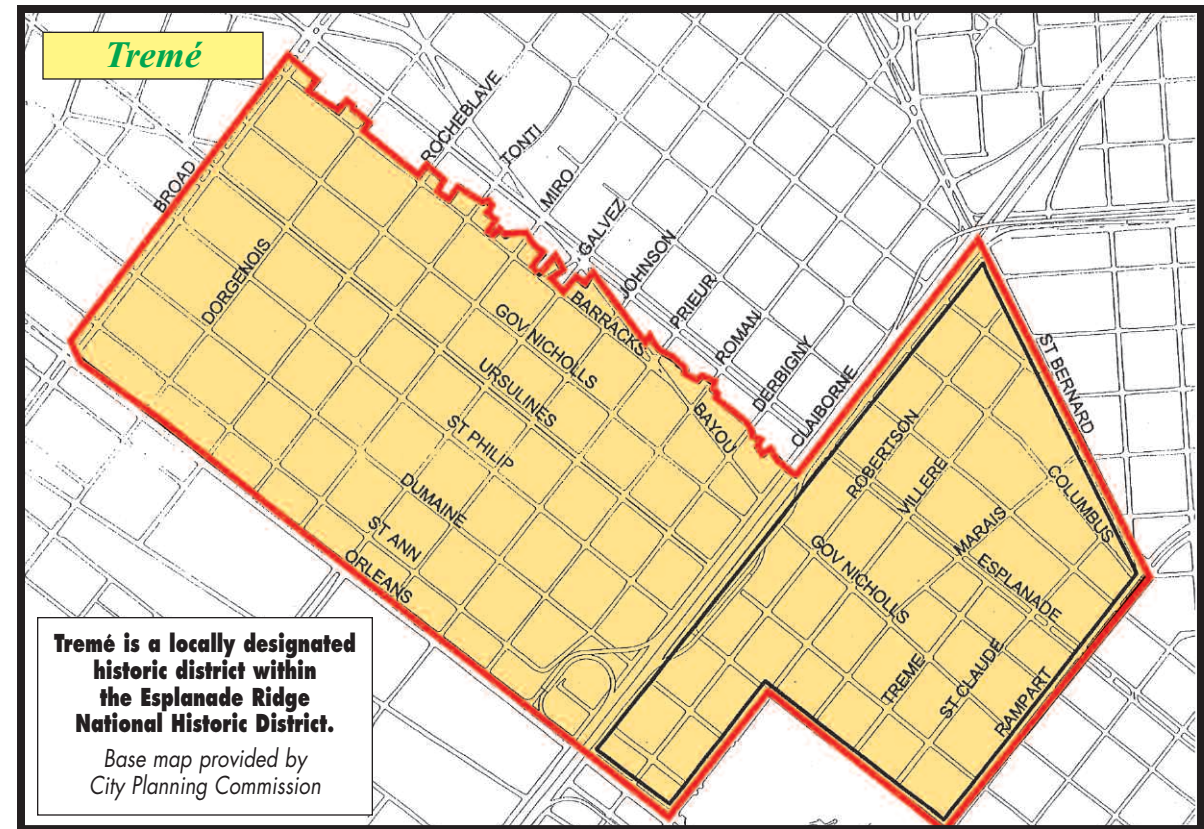 Tremé
BROAD
DORGENOIS
ROCHEBLAVE
TONTI
MIRO
GALVEZ
JOHNSON
PRIEUR
ROMAN
DERBIGNY
CLAIBORNE
BARRACKS
GOV NICHOLLS
URSULINES
ST PHILIP
DUMAINE
ST ANN
ORLEANS
BAYOU
ROBERTSON
VILLERE
MARAIS
ST BERNARD
COLUMBUS
ESPLANADE
GOV NICHOLLS
TREME
ST CLAUDE
RAMPART
Tremé is a locally designated
historic district within
the Esplanade Ridge
National Historic District.
Base map provided by
City Planning Commission